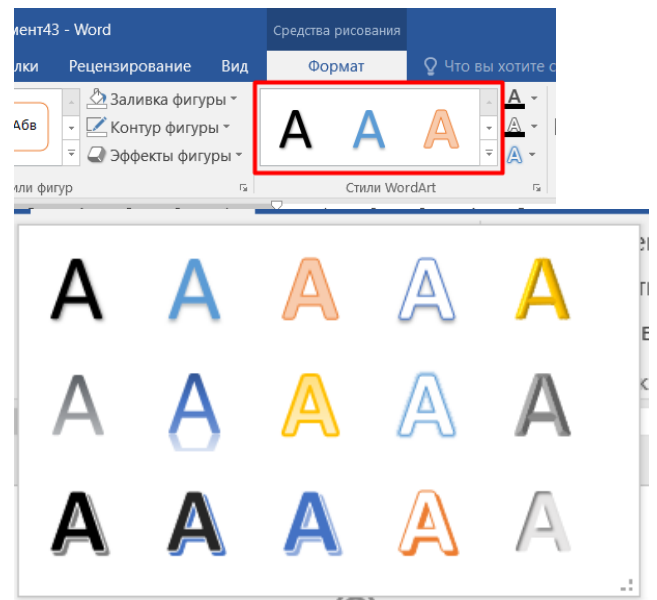 мент43 - Word
Средства рисования
лки Рецензирование Вид Формат Что вы хотите с
Абв
Заливка фигуры
Контур фигуры
Эффекты фигуры
А А А
А
А
А
или фигур
Стили WordArt
А А А А А
А А А А А
А А А А А